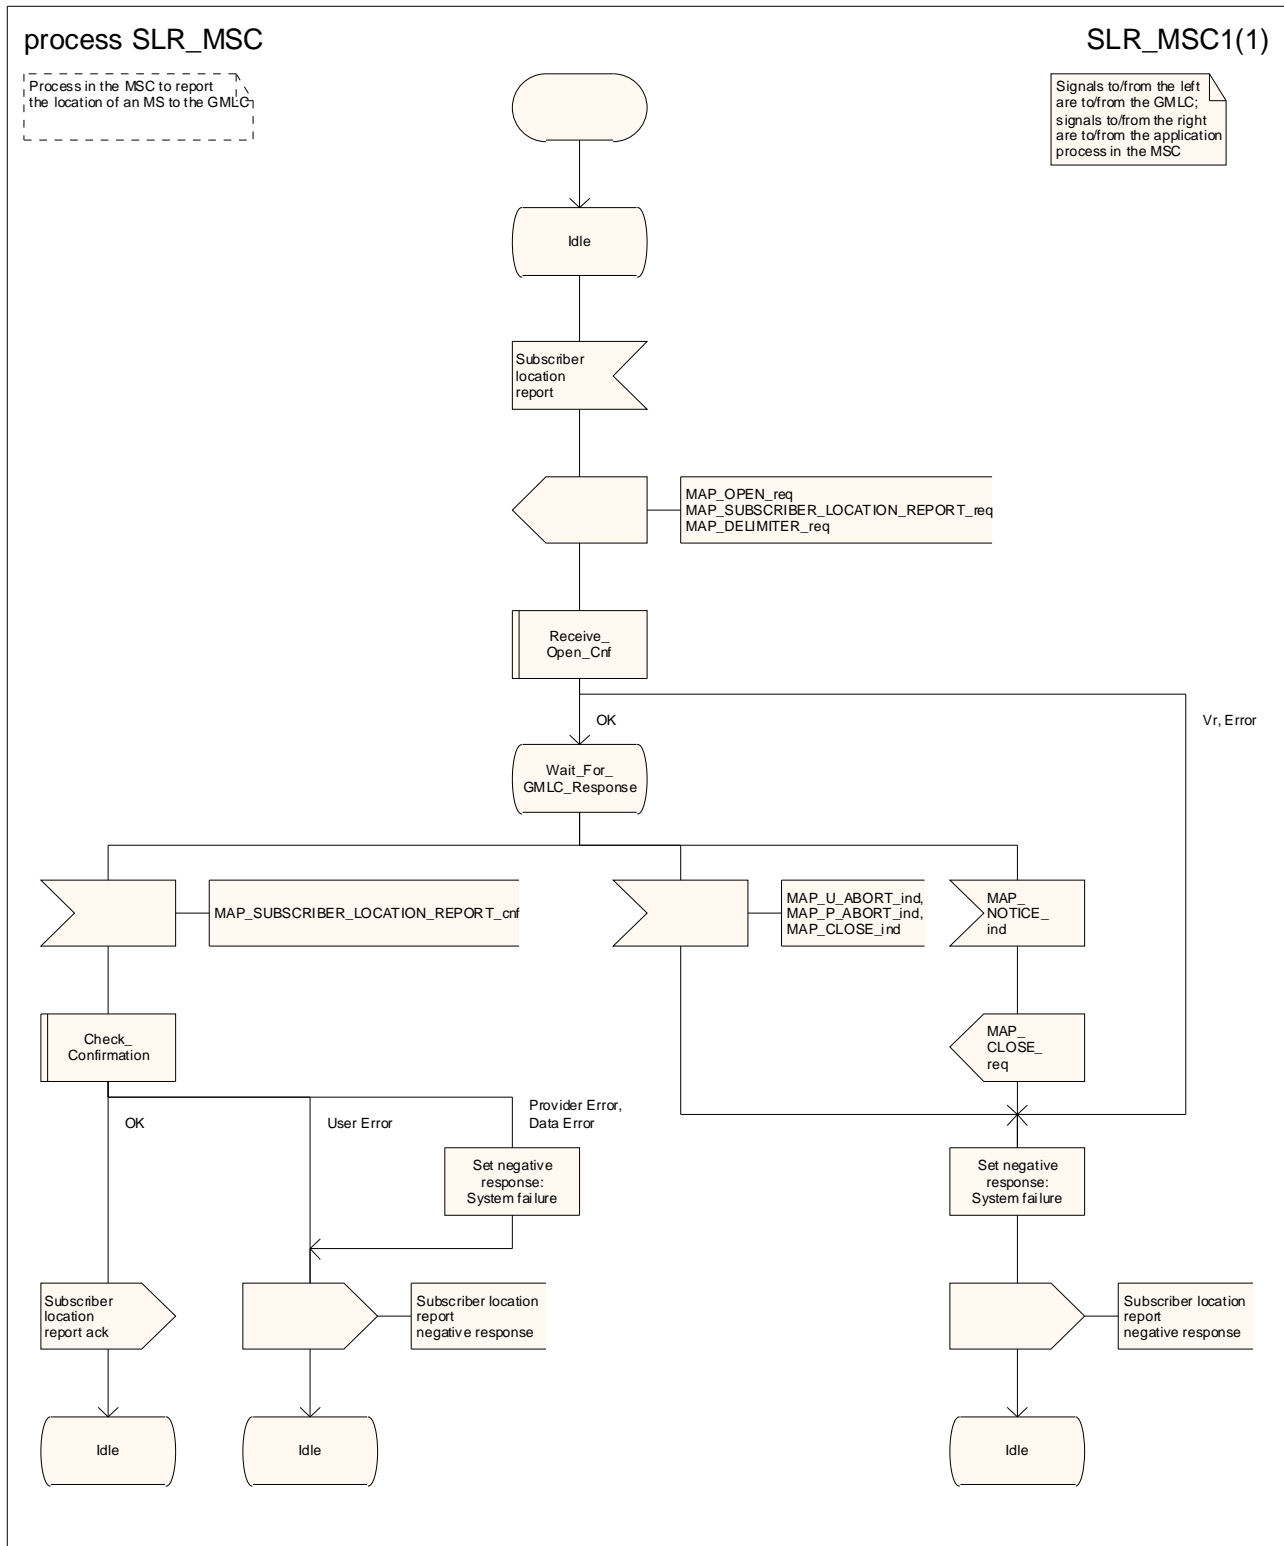 process SLR_MSC
SLR_MSC1(1)
Process in the MSC to report
the location of an MS to the GMLC
Signals to/from the left
are to/from the GMLC;
signals to/from the right
are to/from the application
process in the MSC
Idle
Subscriber
location
report
MAP_OPEN_req
MAP_SUBSCRIBER_LOCATION_REPORT_req
MAP_DELIMITER_req
Receive_
Open_Cnf
OK
Vr, Error
Wait_For_
GMLC_Response
MAP_SUBSCRIBER_LOCATION_REPORT_cnf
MAP_U_ABORT_ind,
MAP_P_ABORT_ind,
MAP_CLOSE_ind
MAP_
NOTICE_
ind
Check_
Confirmation
MAP_
CLOSE_
req
OK
User Error
Provider Error,
Data Error
Set negative
response:
System failure
Set negative
response:
System failure
Subscriber
location
report ack
Subscriber location
report
negative response
Subscriber location
report
negative response
Idle
Idle
Idle